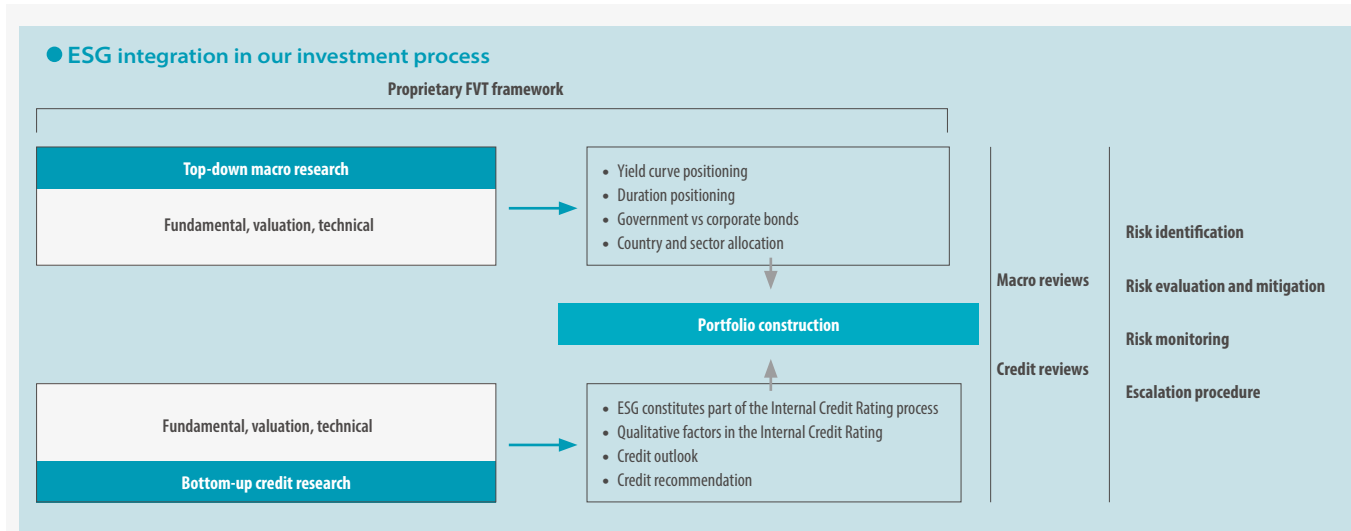 ESG integration in our investment process
Proprietary FVT framework
Top-down macro research
Fundamental, valuation, technical
• Yield curve positioning
• Duration positioning
• Government vs corporate bonds
• Country and sector allocation
Portfolio construction
Fundamental, valuation, technical
Bottom-up credit research
• ESG constitutes part of the Internal Credit Rating process
• Qualitative factors in the Internal Credit Rating
• Credit outlook
• Credit recommendation
Macro reviews
Credit reviews
Risk identification
Risk evaluation and mitigation
Risk monitoring
Escalation procedure